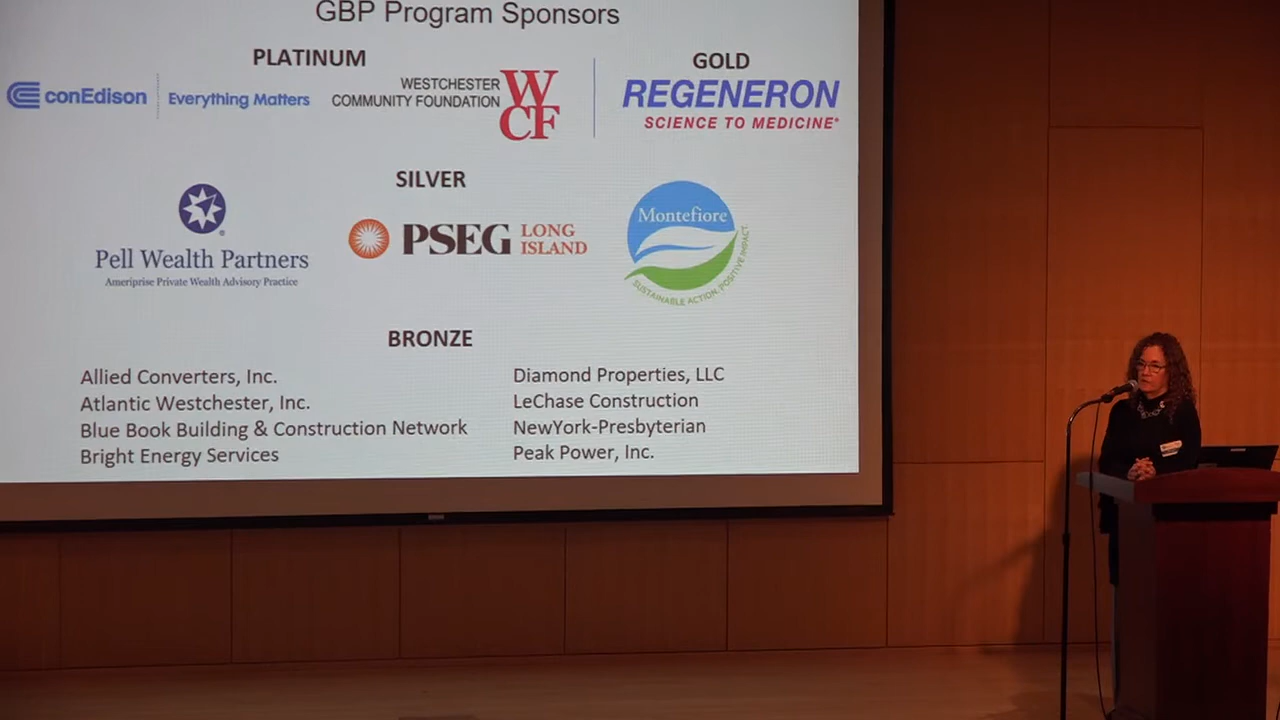 GBP Program Sponsors
PLATINUM
GOLD
conEdison
Everything Matters
WESTCHESTER
COMMUNITY FOUNDATION
WCF
REGENERON
SCIENCE TO MEDICINE®
SILVER
Pell Wealth Partners
Ameriprise Private Wealth Advisory Practice
PSEG
LONG
ISLAND
Montefiore
SUSTAINABLE ACTION. POSITIVE IMPACT.
BRONZE
Allied Converters, Inc.
Atlantic Westchester, Inc.
Blue Book Building & Construction Network
Bright Energy Services
Diamond Properties, LLC
LeChase Construction
NewYork-Presbyterian
Peak Power, Inc.